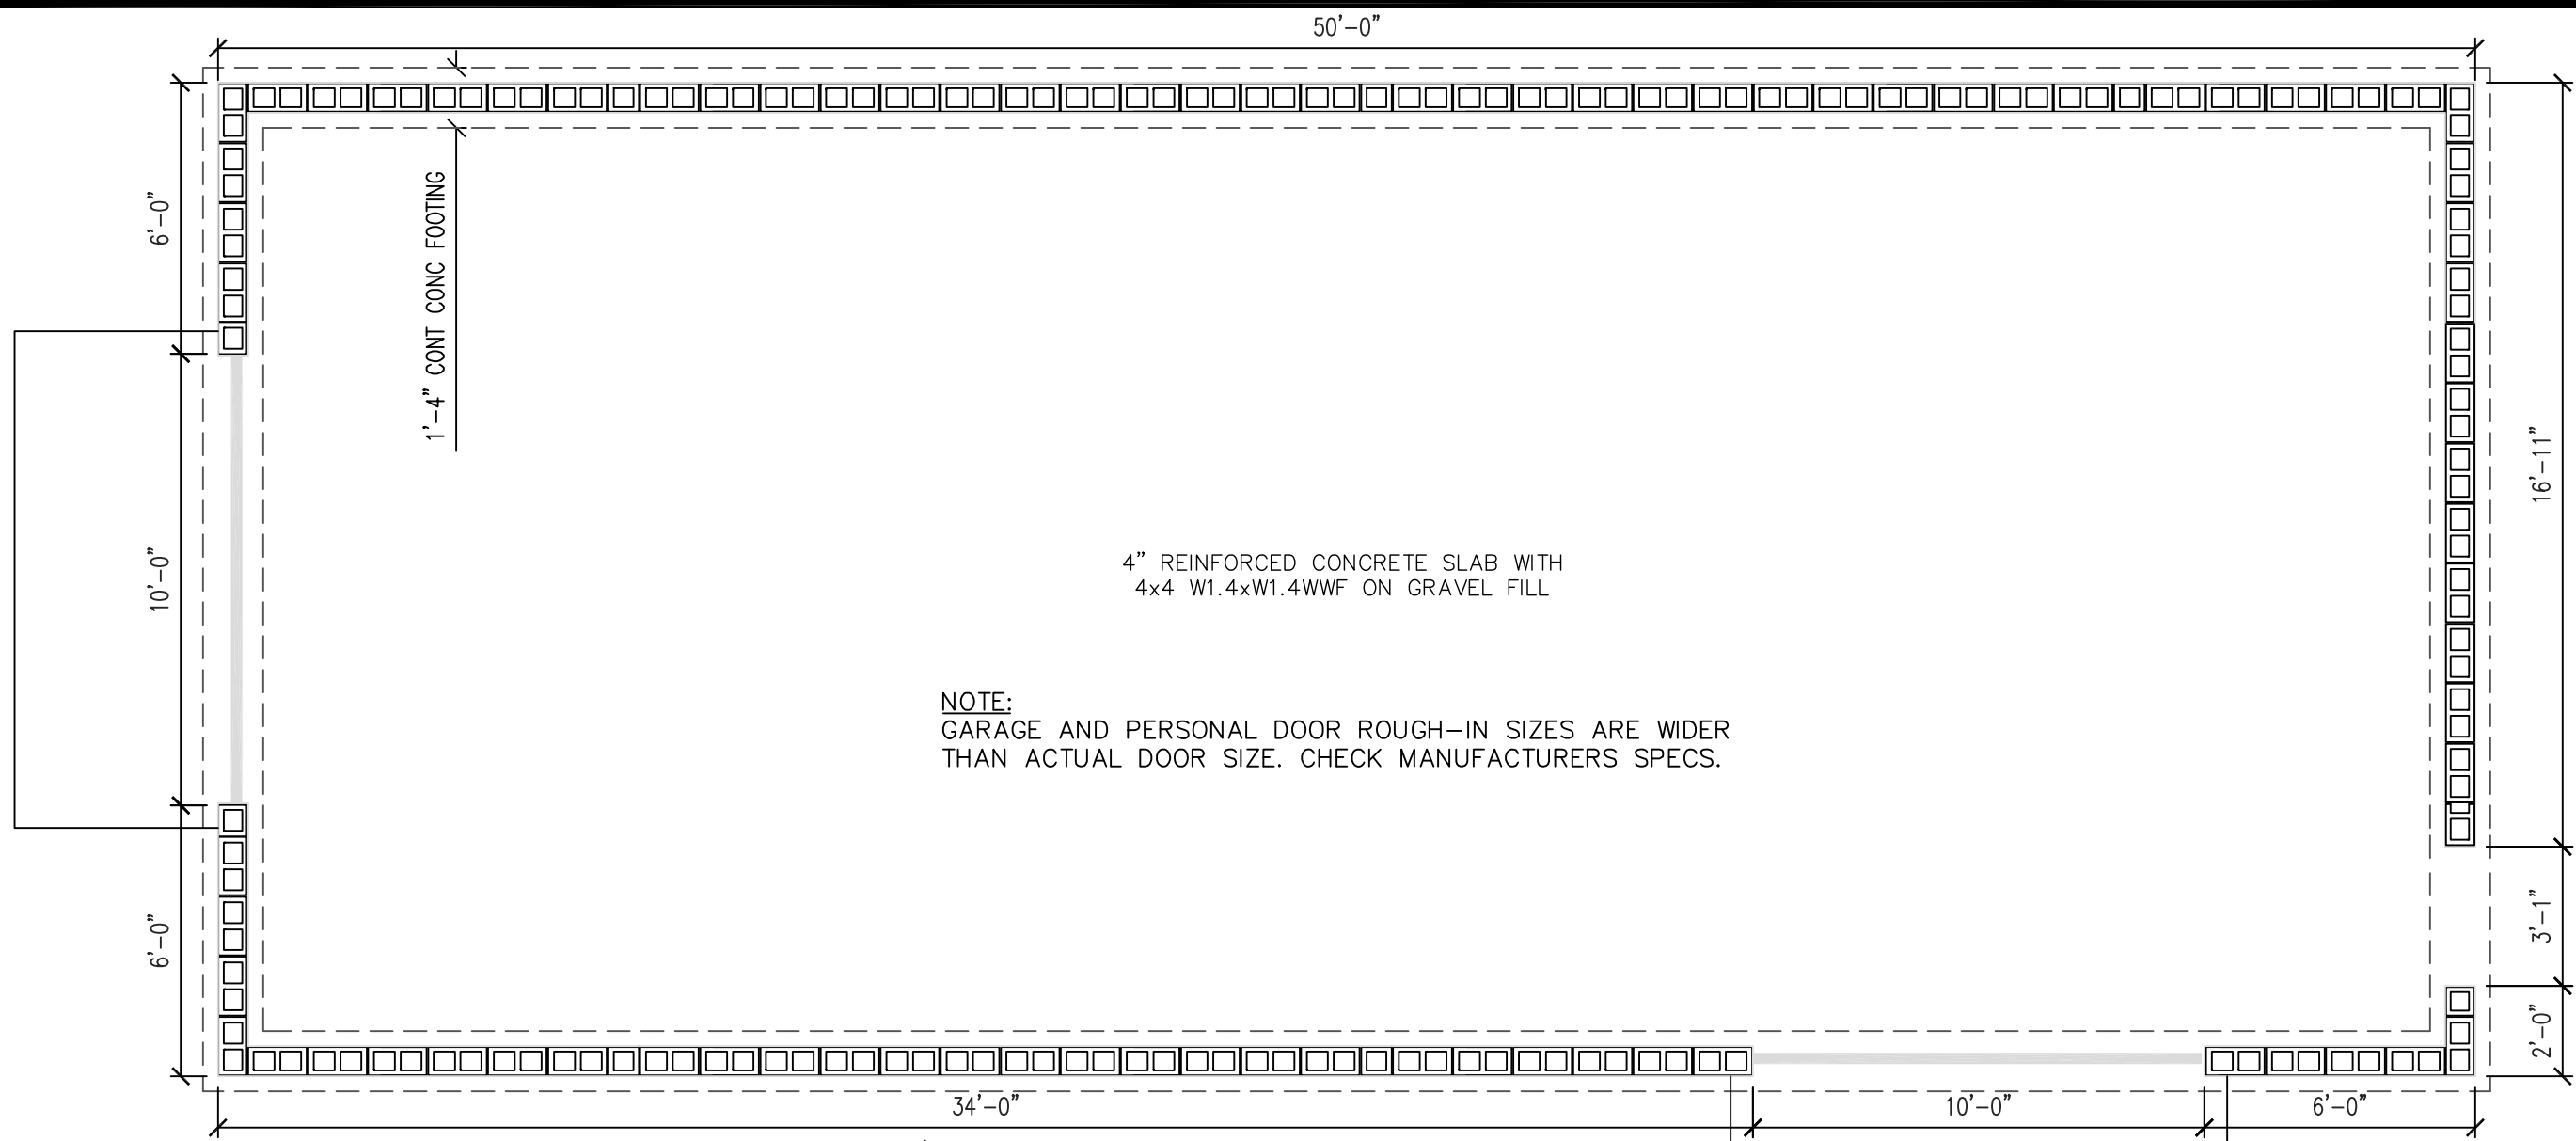 50'-0"
6'-0"
1'-4" CONT CONC FOOTING
16'-11"
10'-0"
4" REINFORCED CONCRETE SLAB WITH
4x4 W1.4xW1.4WWF ON GRAVEL FILL
NOTE:
GARAGE AND PERSONAL DOOR ROUGH-IN SIZES ARE WIDER
THAN ACTUAL DOOR SIZE. CHECK MANUFACTURERS SPECS.
6'-0"
3'-1"
2'-0"
34'-0"
10'-0"
6'-0"